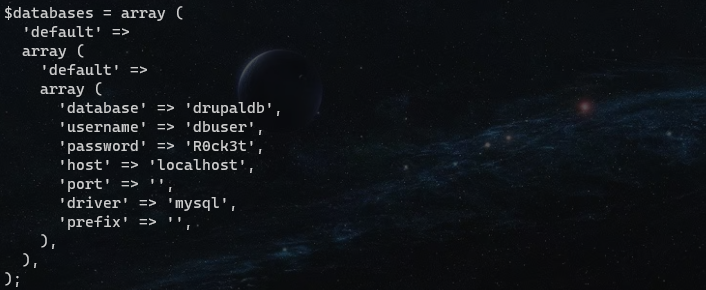 $databases = array (
  'default' =>
  array (
    'default' =>
    array (
      'database' => 'drupaldb',
      'username' => 'dbuser',
      'password' => 'R0ck3t',
      'host' => 'localhost',
      'port' => '',
      'driver' => 'mysql',
      'prefix' => '',
    ),
  ),
);